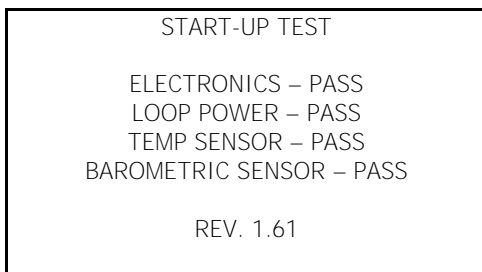 START-UP TEST
ELECTRONICS – PASS
LOOP POWER – PASS
TEMP SENSOR – PASS
BAROMETRIC SENSOR – PASS
REV. 1.61